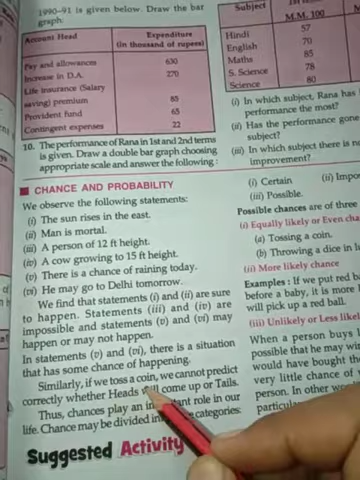 1990–91 is given below. Draw the bar
graph.
Account Head Expenditure
(in thousand of rupees)
Pay and allowances 630
Increase in D.A. 270
Life insurance (Salary
saving) premium 85
Provident fund 65
Contingent expenses 22
10. The performance of Rana in 1st and 2nd terms
is given. Draw a double bar graph choosing
appropriate scale and answer the following :
CHANCE AND PROBABILITY
We observe the following statements:
(i) The sun rises in the east.
(ii) Man is mortal.
(iii) A person of 12 ft height.
(iv) A cow growing to 15 ft height.
(v) There is a chance of raining today.
(vi) He may go to Delhi tomorrow.
We find that statements (i) and (ii) are sure
to happen. Statements (iii) and (iv) are
impossible and statements (v) and (vi) may
happen or may not happen.
In statements (v) and (vi), there is a situation
that has some chance of happening.
Similarly, if we toss a coin, we cannot predict
correctly whether Heads will come up or Tails.
Thus, chances play an in tant role in our
life. Chance may be divided in categories:
Suggested Activity
Subject
M.M. 100
Hindi 57
English 70
Maths 85
S. Science 78
Science 80
(i) In which subject, Rana has
performance the most?
(ii) Has the performance gone
subject?
(iii) In which subject there is no
improvement?
(i) Certain (ii) Impo
(iii) Possible.
Possible chances are of three
(i) Equally likely or Even cha
(a) Tossing a coin.
(b) Throwing a dice in lu
(ii) More likely chance
Examples : If we put red b
before a baby, it is more l
will pick up a red ball.
(iii) Unlikely or Less likel
When a person buys
possible that he may win
would have bought the
very little chance of
person. In other wor
particula